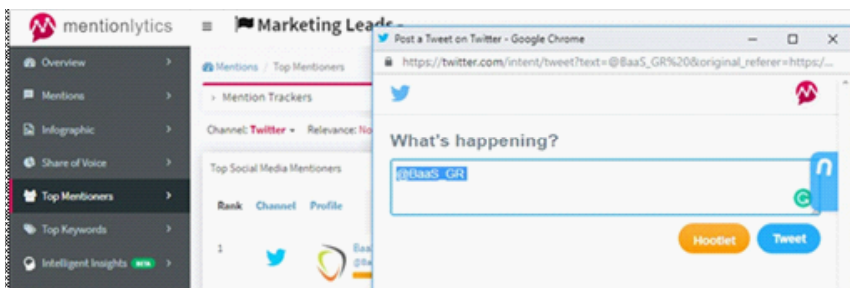 mentionlytics
Marketing Leads
Overview
Mentions
Infographic
Share of Voice
Top Mentioners
Top Keywords
Intelligent Insights BETA
Mentions / Top Mentioners
Mention Trackers
Channel: Twitter Relevance: No
Top Social Media Mentioners
Rank Channel Profile
1
Post a Tweet on Twitter - Google Chrome
https://twitter.com/intent/tweet?text=@BaaS_GR%20&original_referer=https:/...
What's happening?
@BaaS_GR
Hootlet
Tweet